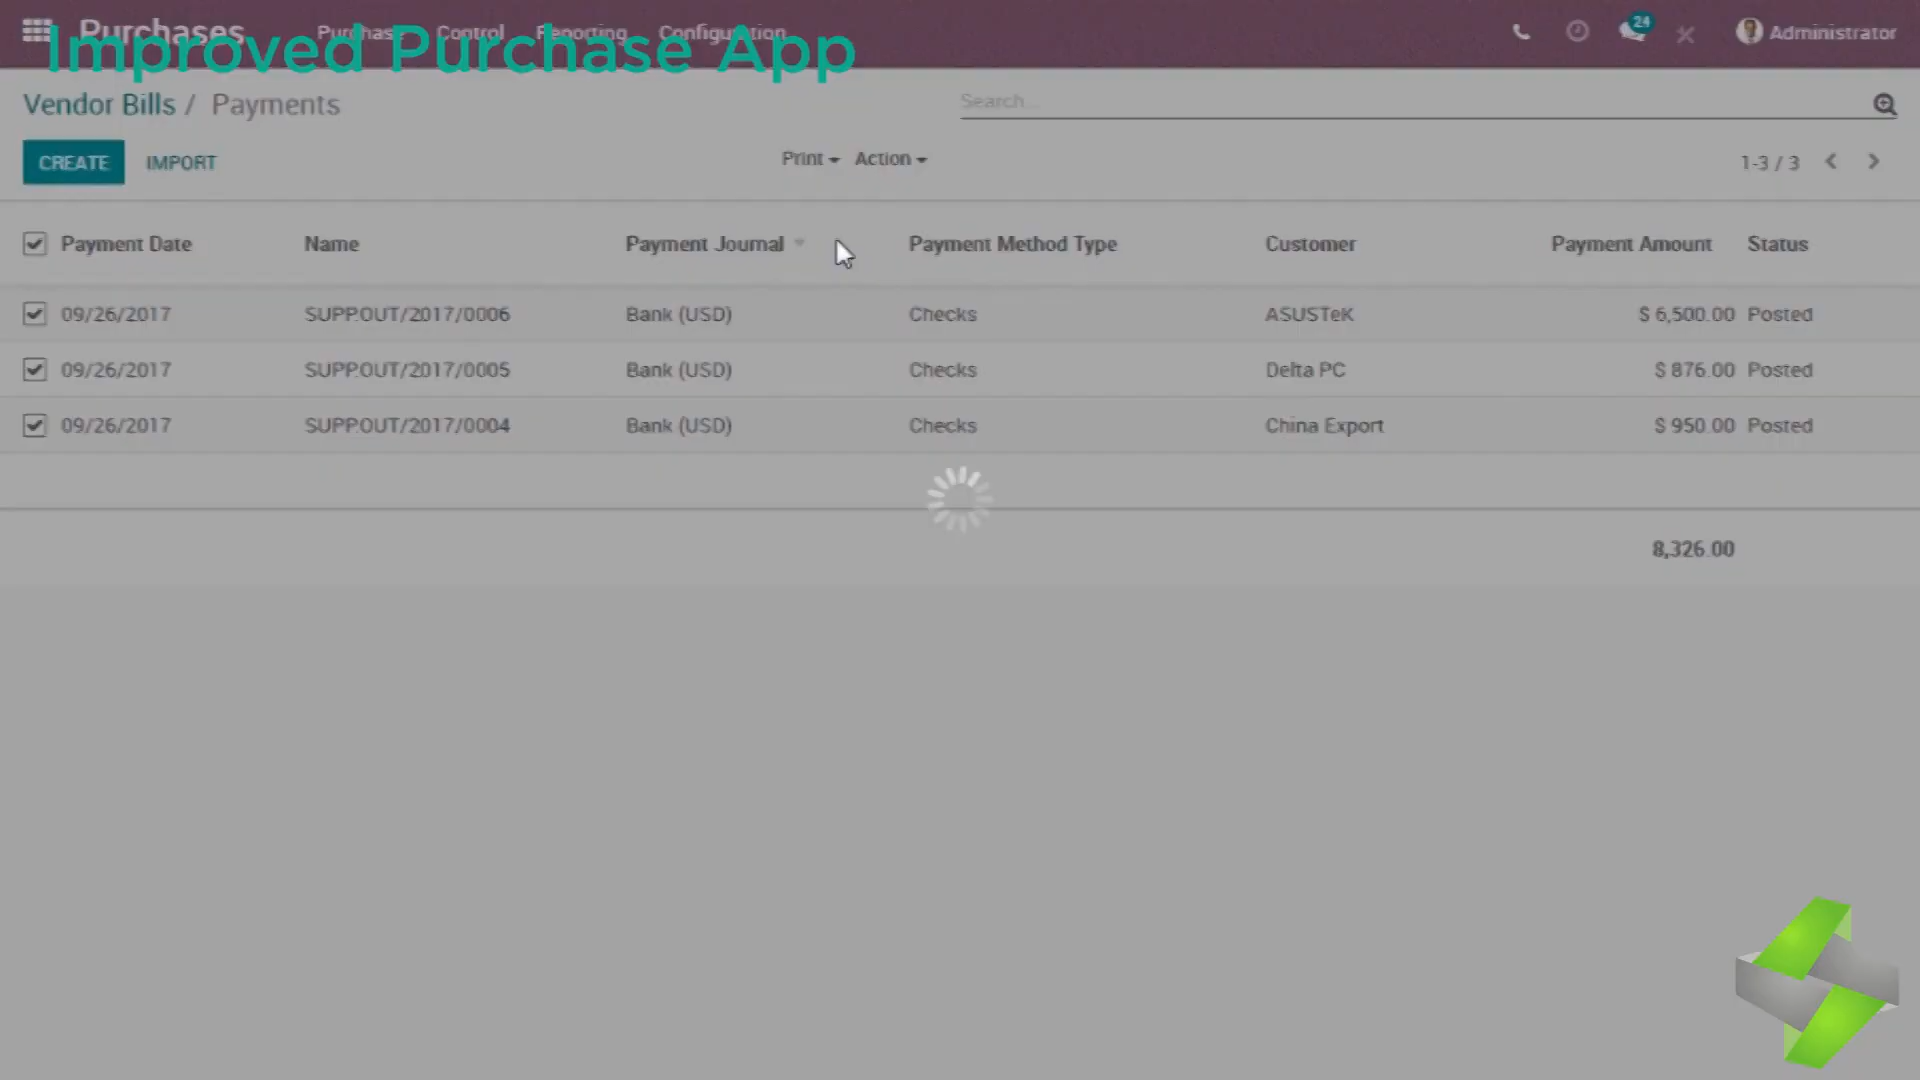 Purchases Purchase Control Reporting Configuration 24 Administrator
Improved Purchase App
Vendor Bills / Payments Search...
CREATE IMPORT Print Action 1-3 / 3
Payment Date Name Payment Journal Payment Method Type Customer Payment Amount Status
09/26/2017 SUPP.OUT/2017/0006 Bank (USD) Checks ASUSTeK $ 6,500.00 Posted
09/26/2017 SUPP.OUT/2017/0005 Bank (USD) Checks Delta PC $ 876.00 Posted
09/26/2017 SUPP.OUT/2017/0004 Bank (USD) Checks China Export $ 950.00 Posted
8,326.00